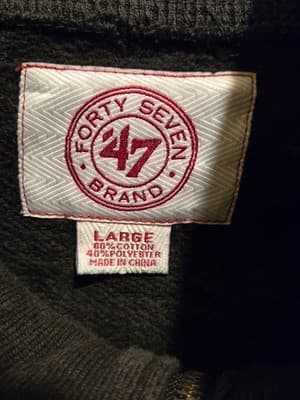 FORTY SEVEN
'47
BRAND
LARGE
60%COTTON
40%POLYESTER
MADE IN CHINA